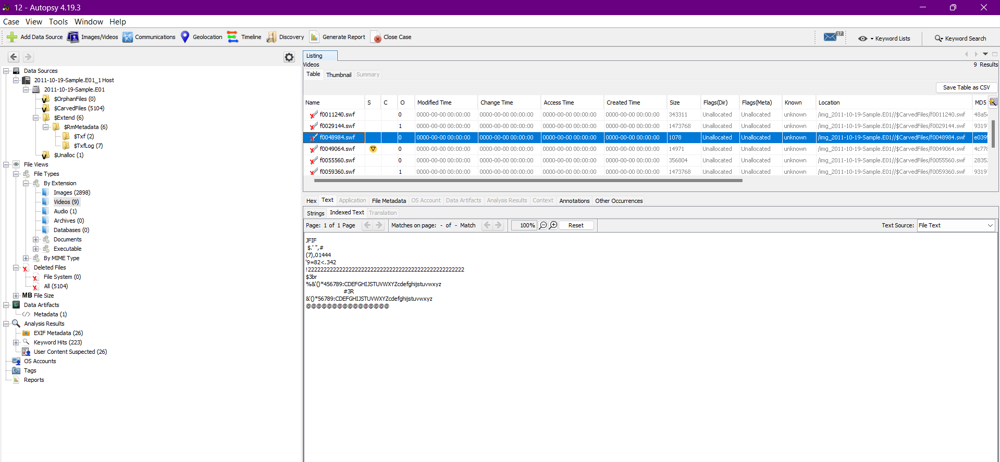 12 - Autopsy 4.19.3
Case View Tools Window Help
Add Data Source Images/Videos Communications Geolocation Timeline Discovery Generate Report Close Case 17 Keyword Lists Keyword Search
Data Sources
2011-10-19-Sample.E01_1 Host
2011-10-19-Sample.E01
$OrphanFiles (0)
$CarvedFiles (5104)
$Extend (6)
$RmMetadata (6)
$Txf (2)
$TxfLog (7)
$Unalloc (1)
File Views
File Types
By Extension
Images (2898)
Videos (9)
Audio (1)
Archives (0)
Databases (0)
Documents
Executable
By MIME Type
Deleted Files
File System (0)
All (5104)
MB File Size
Data Artifacts
Metadata (1)
Analysis Results
EXIF Metadata (26)
Keyword Hits (223)
User Content Suspected (26)
OS Accounts
Tags
Reports
Listing
Videos 9 Results
Table Thumbnail Summary
Save Table as CSV
Name S C O Modified Time Change Time Access Time Created Time Size Flags(Dir) Flags(Meta) Known Location MD5
f0011240.swf 0 0000-00-00 00:00:00 0000-00-00 00:00:00 0000-00-00 00:00:00 0000-00-00 00:00:00 343311 Unallocated Unallocated unknown /img_2011-10-19-Sample.E01//$CarvedFiles/f0011240.swf 48a5
f0029144.swf 1 0000-00-00 00:00:00 0000-00-00 00:00:00 0000-00-00 00:00:00 0000-00-00 00:00:00 1473768 Unallocated Unallocated unknown /img_2011-10-19-Sample.E01//$CarvedFiles/f0029144.swf 9319
f0048984.swf 0 0000-00-00 00:00:00 0000-00-00 00:00:00 0000-00-00 00:00:00 0000-00-00 00:00:00 1078 Unallocated Unallocated unknown /img_2011-10-19-Sample.E01//$CarvedFiles/f0048984.swf e039
f0049064.swf 0 0000-00-00 00:00:00 0000-00-00 00:00:00 0000-00-00 00:00:00 0000-00-00 00:00:00 14971 Unallocated Unallocated unknown /img_2011-10-19-Sample.E01//$CarvedFiles/f0049064.swf 4c778
f0055560.swf 0 0000-00-00 00:00:00 0000-00-00 00:00:00 0000-00-00 00:00:00 0000-00-00 00:00:00 356804 Unallocated Unallocated unknown /img_2011-10-19-Sample.E01//$CarvedFiles/f0055560.swf 2835
f0059360.swf 1 0000-00-00 00:00:00 0000-00-00 00:00:00 0000-00-00 00:00:00 0000-00-00 00:00:00 1473768 Unallocated Unallocated unknown /img_2011-10-19-Sample.E01//$CarvedFiles/f0059360.swf 9319
Hex Text Application File Metadata OS Account Data Artifacts Analysis Results Context Annotations Other Occurrences
Strings Indexed Text Translation
Page: 1 of 1 Page Matches on page: - of - Match 100% Reset Text Source: File Text
JFIF
$.' ",#
(7),01444
'9=82<.342
!22222222222222222222222222222222222222222222222222
$3br
%&'()*456789:CDEFGHIJSTUVWXYZcdefghijstuvwxyz
#3R
&'()*56789:CDEFGHIJSTUVWXYZcdefghijstuvwxyz
@@@@@@@@@@@@@@@@